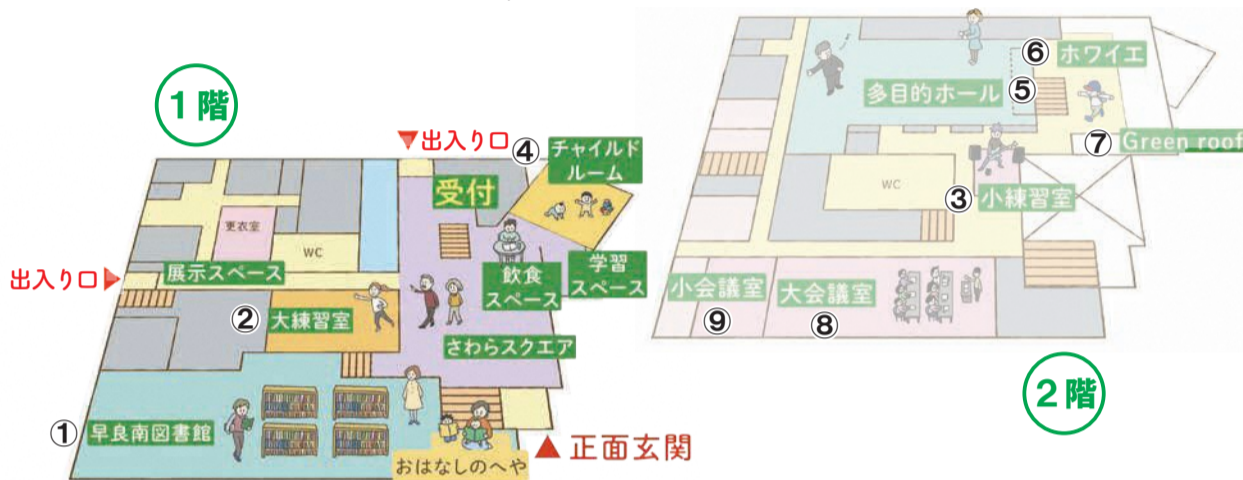 1階
▼出入り口
④
チャイルド
ルーム
受付
更衣室
WC
出入り口▶
展示スペース
飲食
スペース
学習
スペース
②
大練習室
さわらスクエア
①
早良南図書館
おはなしのへや
▲正面玄関
⑥
ホワイエ
多目的ホール
⑤
⑦
Green roof
WC
③
小練習室
小会議室
⑨
大会議室
⑧
2階